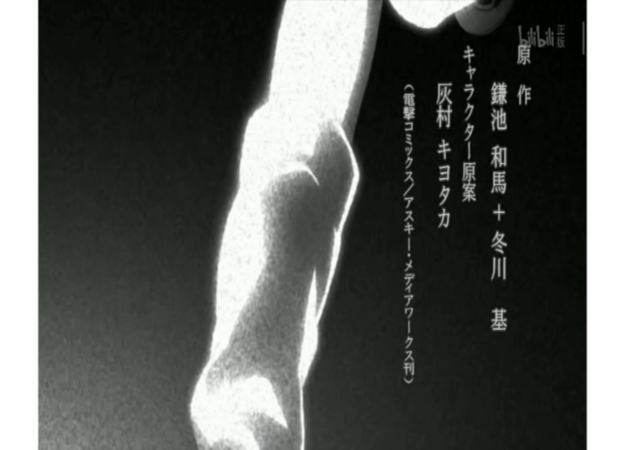 原作
鎌池 和馬 + 冬川 基
キャラクター原案
灰村 キヨタカ
(電撃コミックス/アスキー・メディアワークス刊)
bilibili 正版